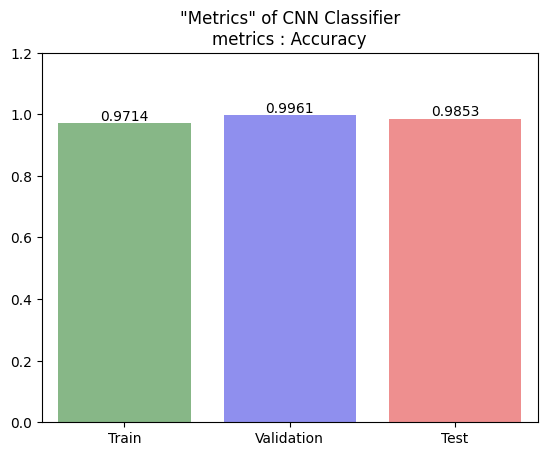 "Metrics" of CNN Classifier
metrics : Accuracy
1.2
1.0
0.8
0.6
0.4
0.2
0.0
0.9714
0.9961
0.9853
Train
Validation
Test